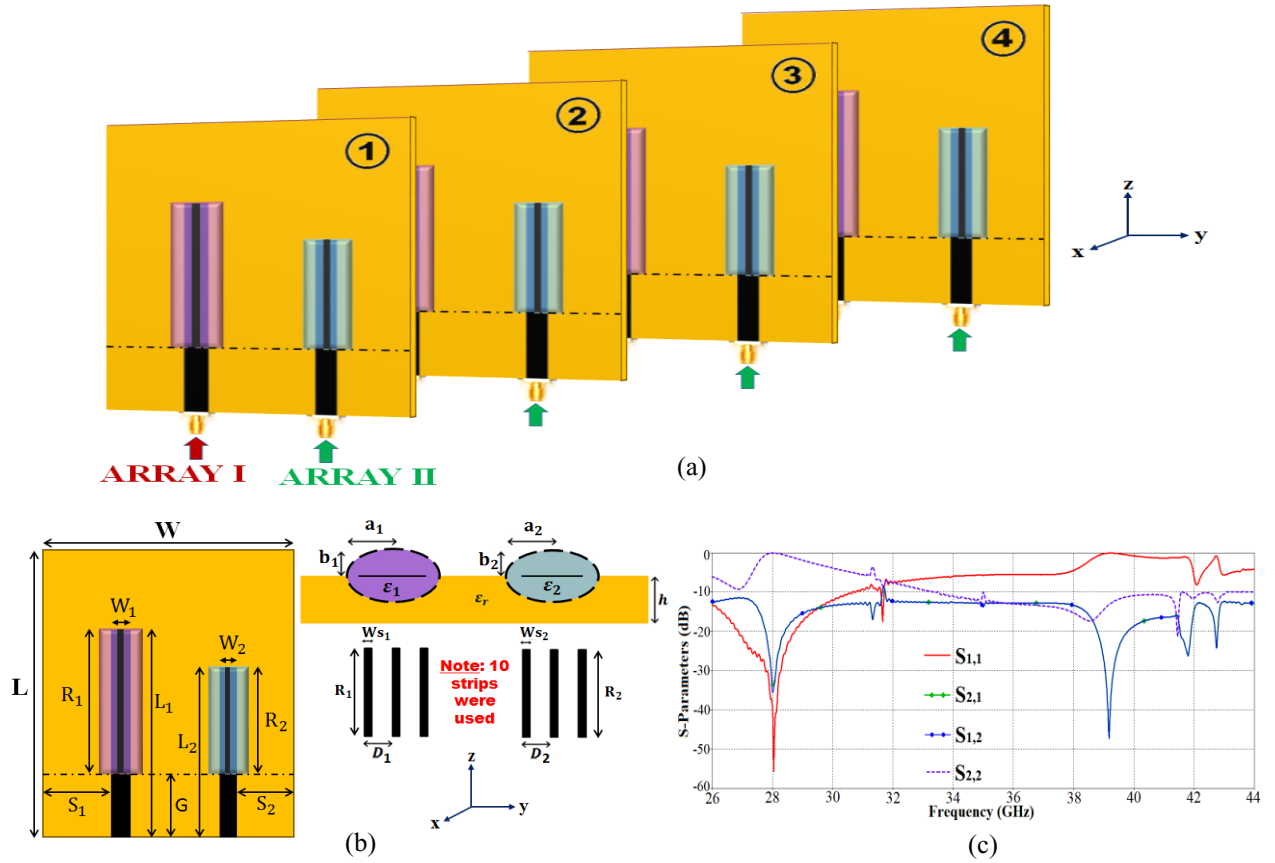 1
2
3
4
z
x
y
ARRAY I
ARRAY II
(a)
W
W₁
W₂
L
R₁
L₁
L₂
R₂
S₁
G
S₂
a₁
a₂
b₁
b₂
ε₁
εᵣ
ε₂
h
Ws₁
Ws₂
R₁
R₂
Note: 10
strips
were
used
D₁
D₂
z
x
y
(b)
S-Parameters (dB)
0
-10
-20
-30
-40
-50
-60
S₁,₁
S₂,₁
S₁,₂
S₂,₂
26 28 30 32 34 36 38 40 42 44
Frequency (GHz)
(c)